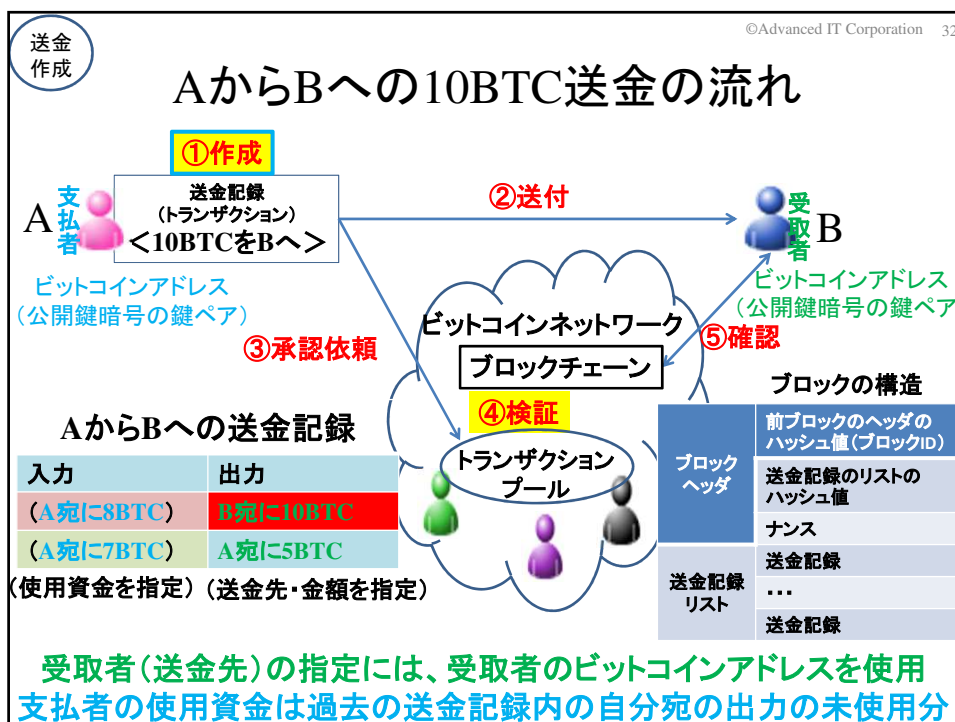 ©Advanced IT Corporation 32
送金
作成
AからBへの10BTC送金の流れ
①作成
A
支払者
送金記録
(トランザクション)
＜10BTCをBへ＞
②送付
受取者
B
ビットコインアドレス
(公開鍵暗号の鍵ペア)
ビットコインアドレス
(公開鍵暗号の鍵ペア
③承認依頼
ビットコインネットワーク
ブロックチェーン
⑤確認
④検証
トランザクション
プール
AからBへの送金記録
入力 出力
(A宛に8BTC) B宛に10BTC
(A宛に7BTC) A宛に5BTC
(使用資金を指定) (送金先・金額を指定)
ブロックの構造
ブロック
ヘッダ
前ブロックのヘッダの
ハッシュ値(ブロックID)
送金記録のリストの
ハッシュ値
ナンス
送金記録
リスト
送金記録
・・・
送金記録
受取者(送金先)の指定には、受取者のビットコインアドレスを使用
支払者の使用資金は過去の送金記録内の自分宛の出力の未使用分